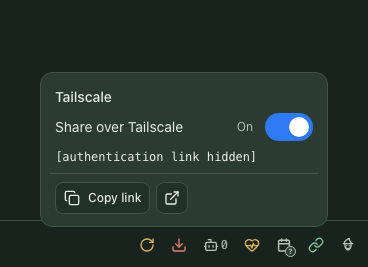 Tailscale
Share over Tailscale On
[authentication link hidden]
Copy link
0
?